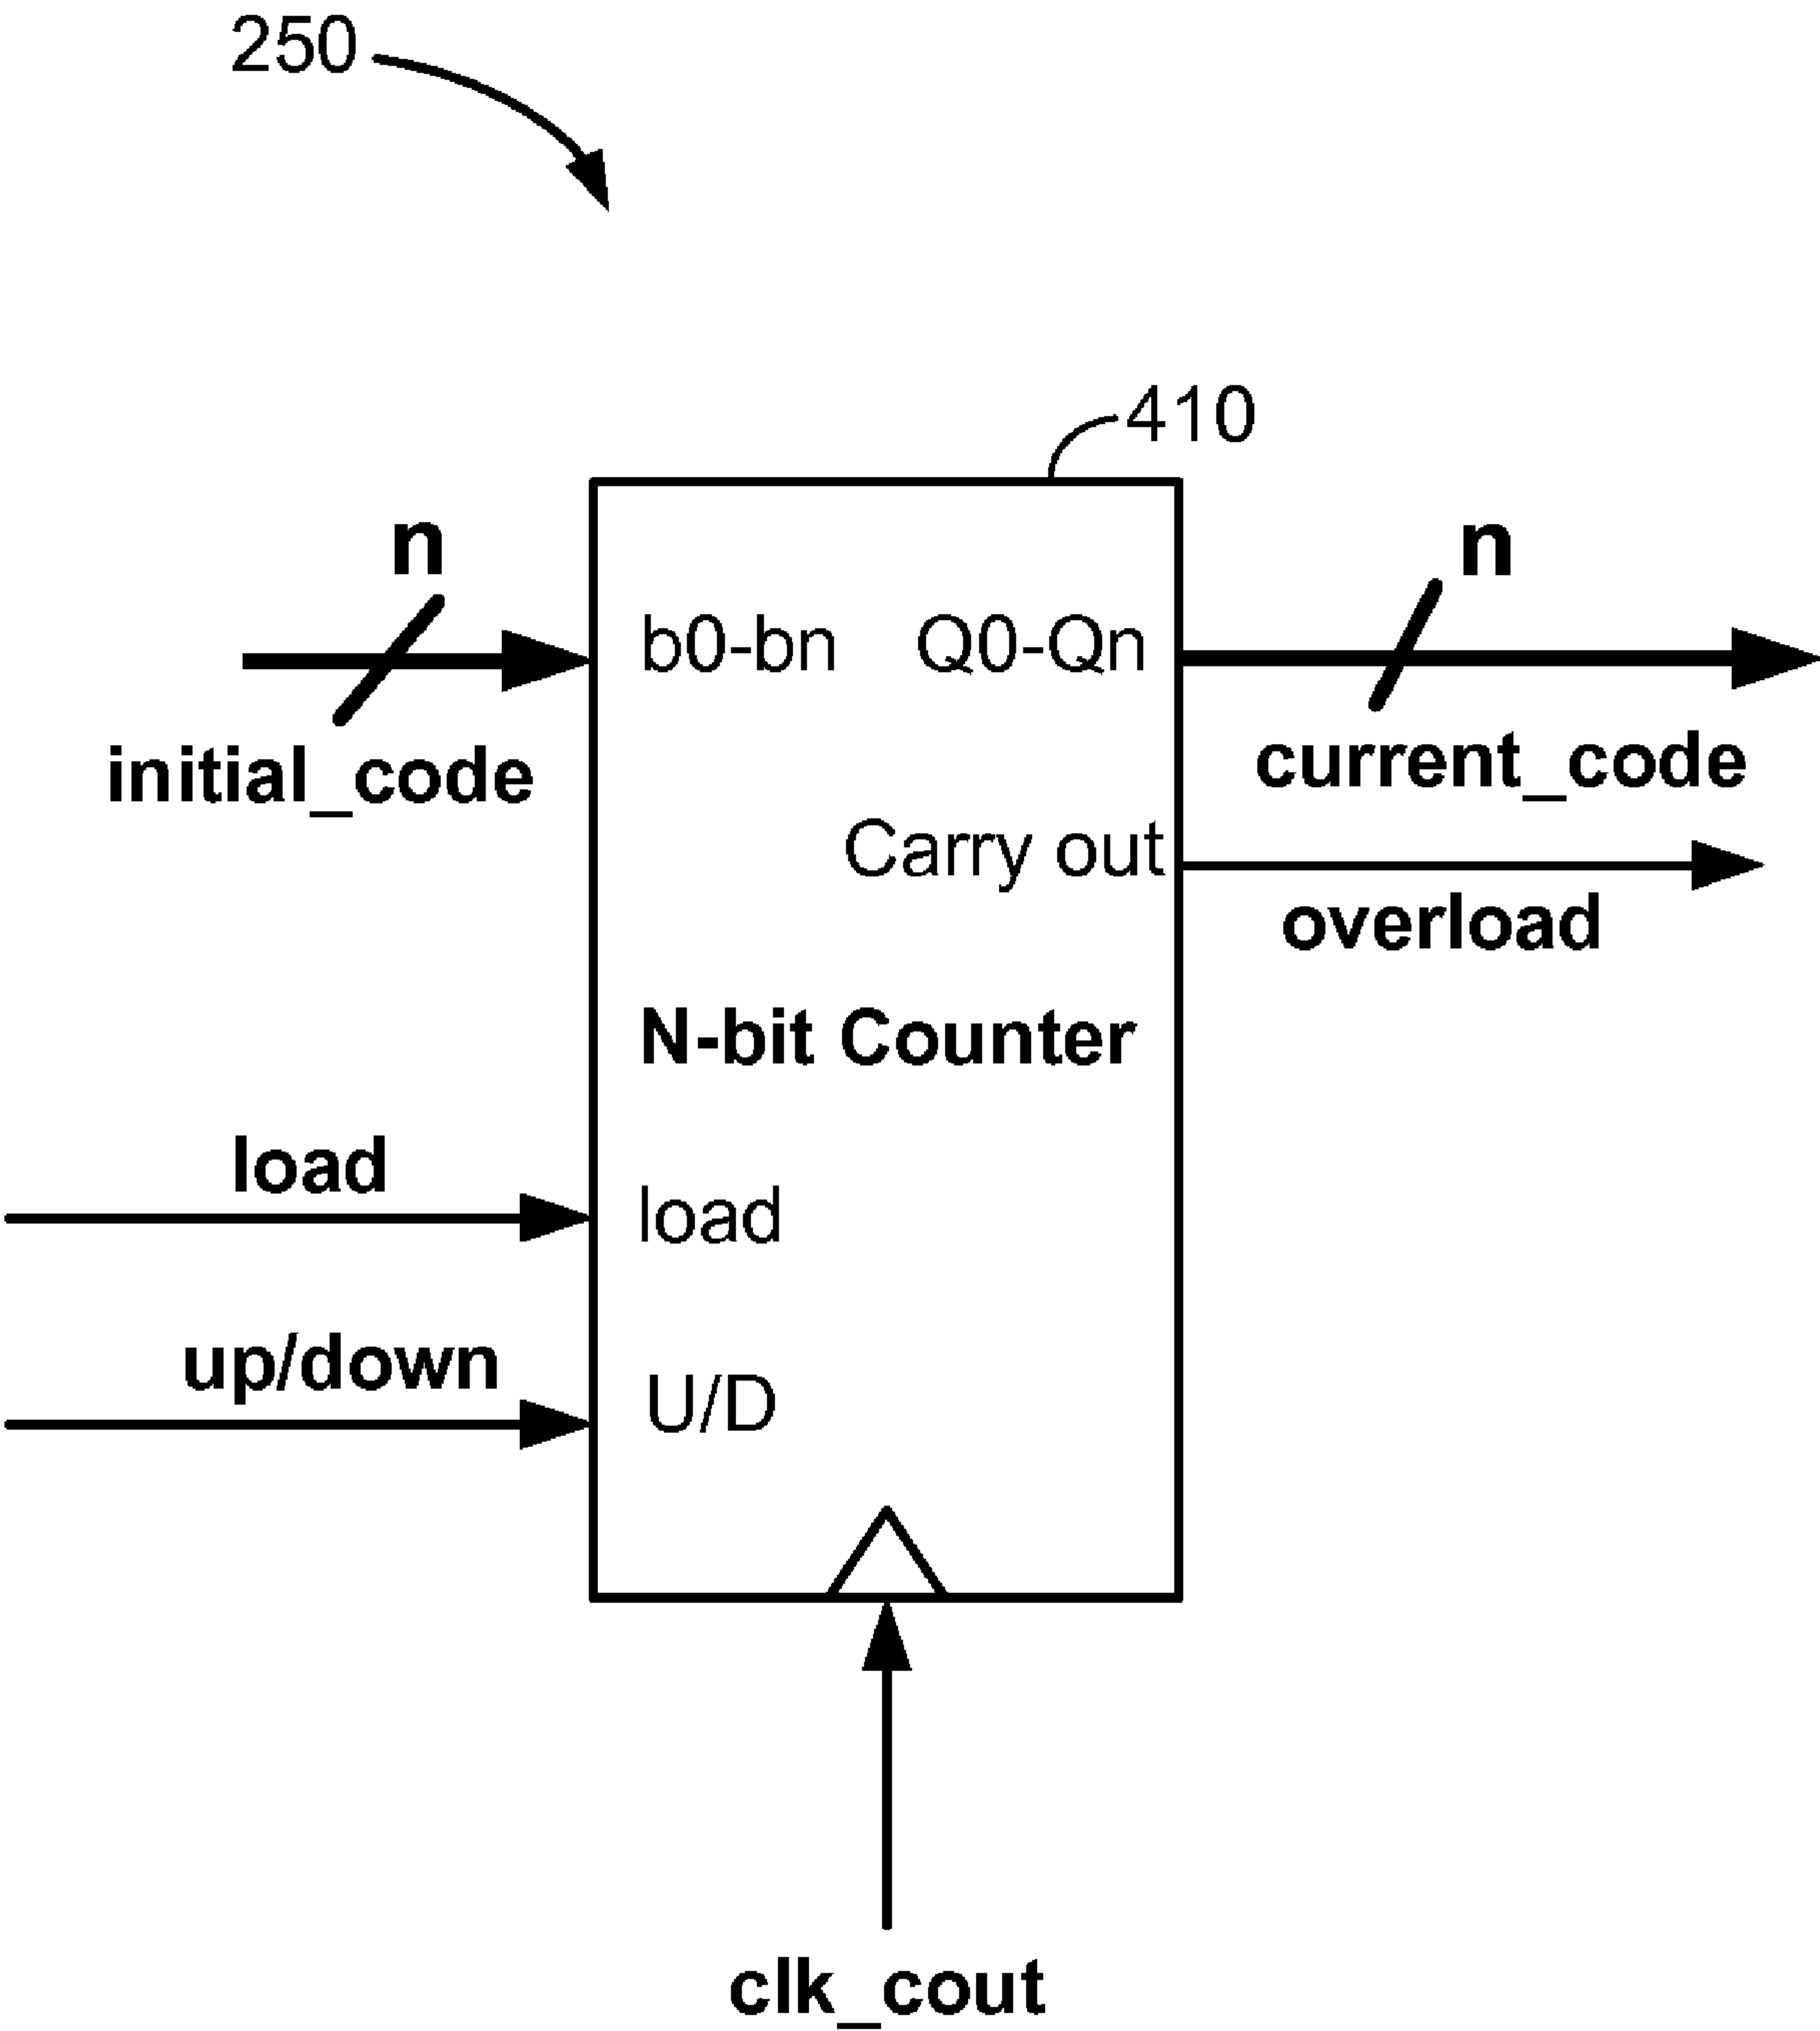 250
410
n
n
b0-bn
Q0-Qn
initial_code
current_code
Carry out
overload
N-bit Counter
load
load
up/down
U/D
clk_cout